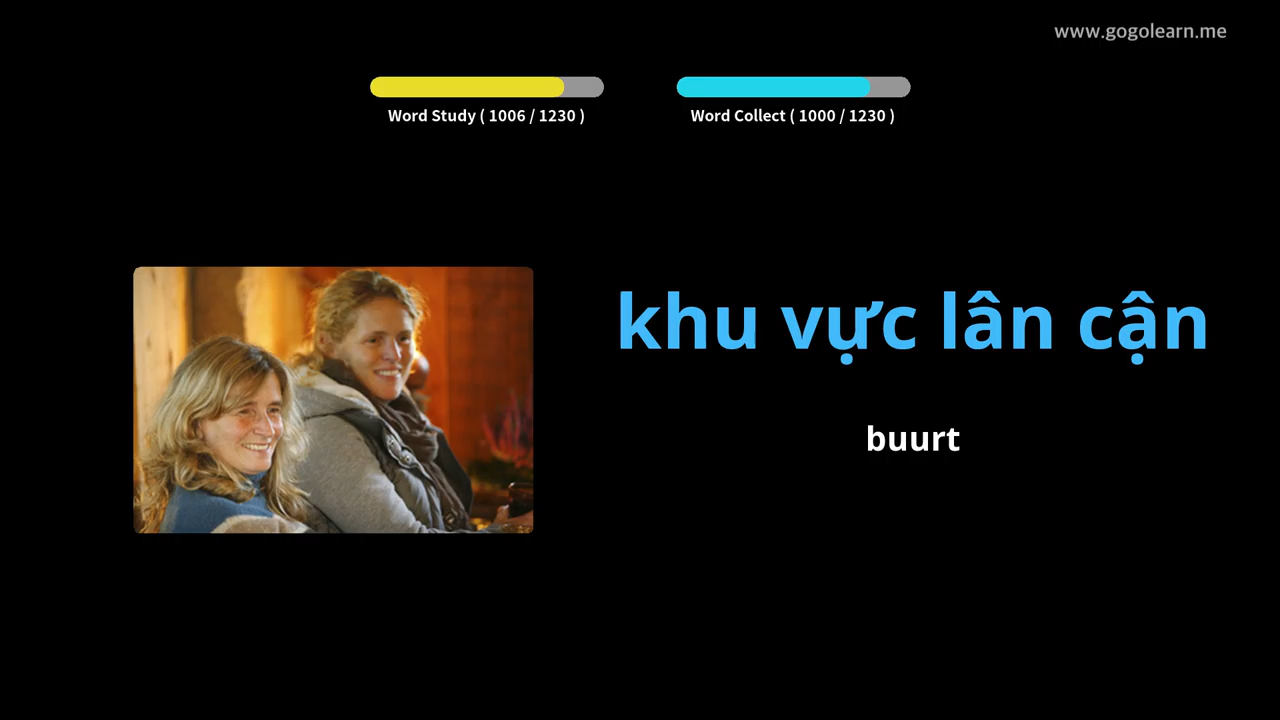 www.gogolearn.me
Word Study ( 1006 / 1230 )
Word Collect ( 1000 / 1230 )
khu vực lân cận
buurt